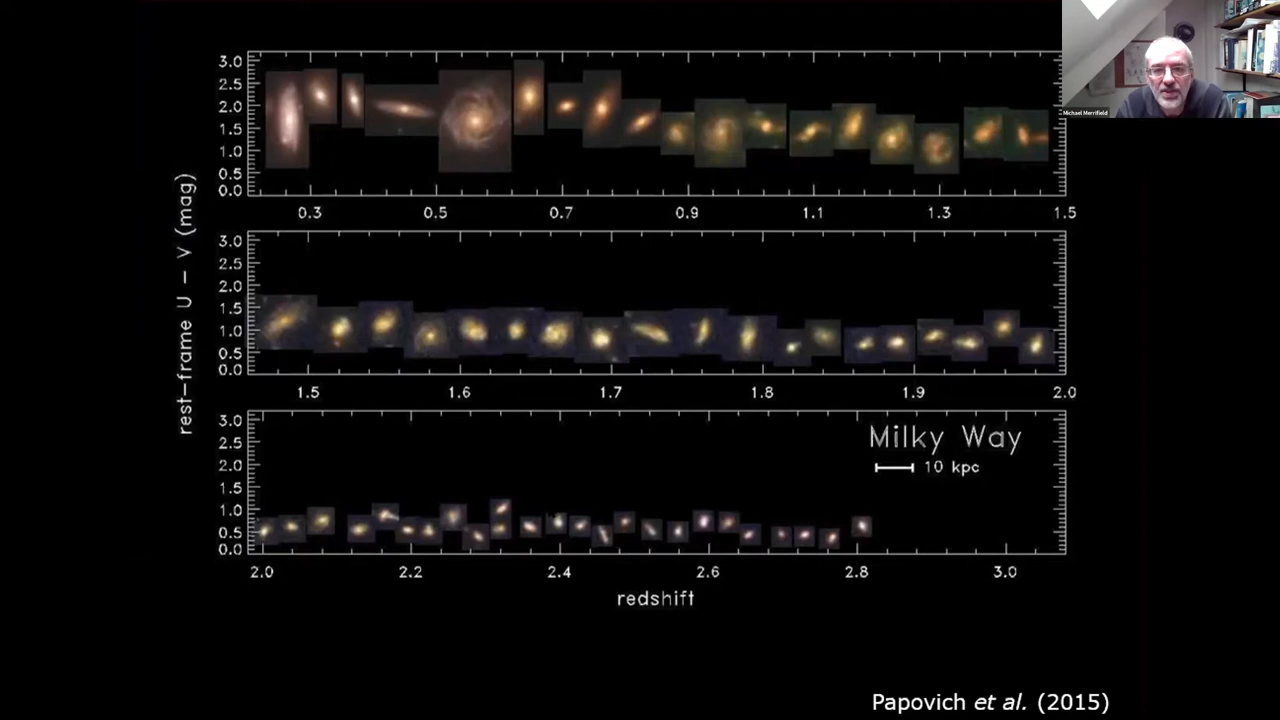 3.0
2.5
2.0
1.5
1.0
0.5
0.0
0.3 0.5 0.7 0.9 1.1 1.3 1.5
rest-frame U - V (mag)
3.0
2.5
2.0
1.5
1.0
0.5
0.0
1.5 1.6 1.7 1.8 1.9 2.0
3.0
2.5
2.0
1.5
1.0
0.5
0.0
Milky Way
10 kpc
2.0 2.2 2.4 2.6 2.8 3.0
redshift
Michael Merrifield
Papovich et al. (2015)